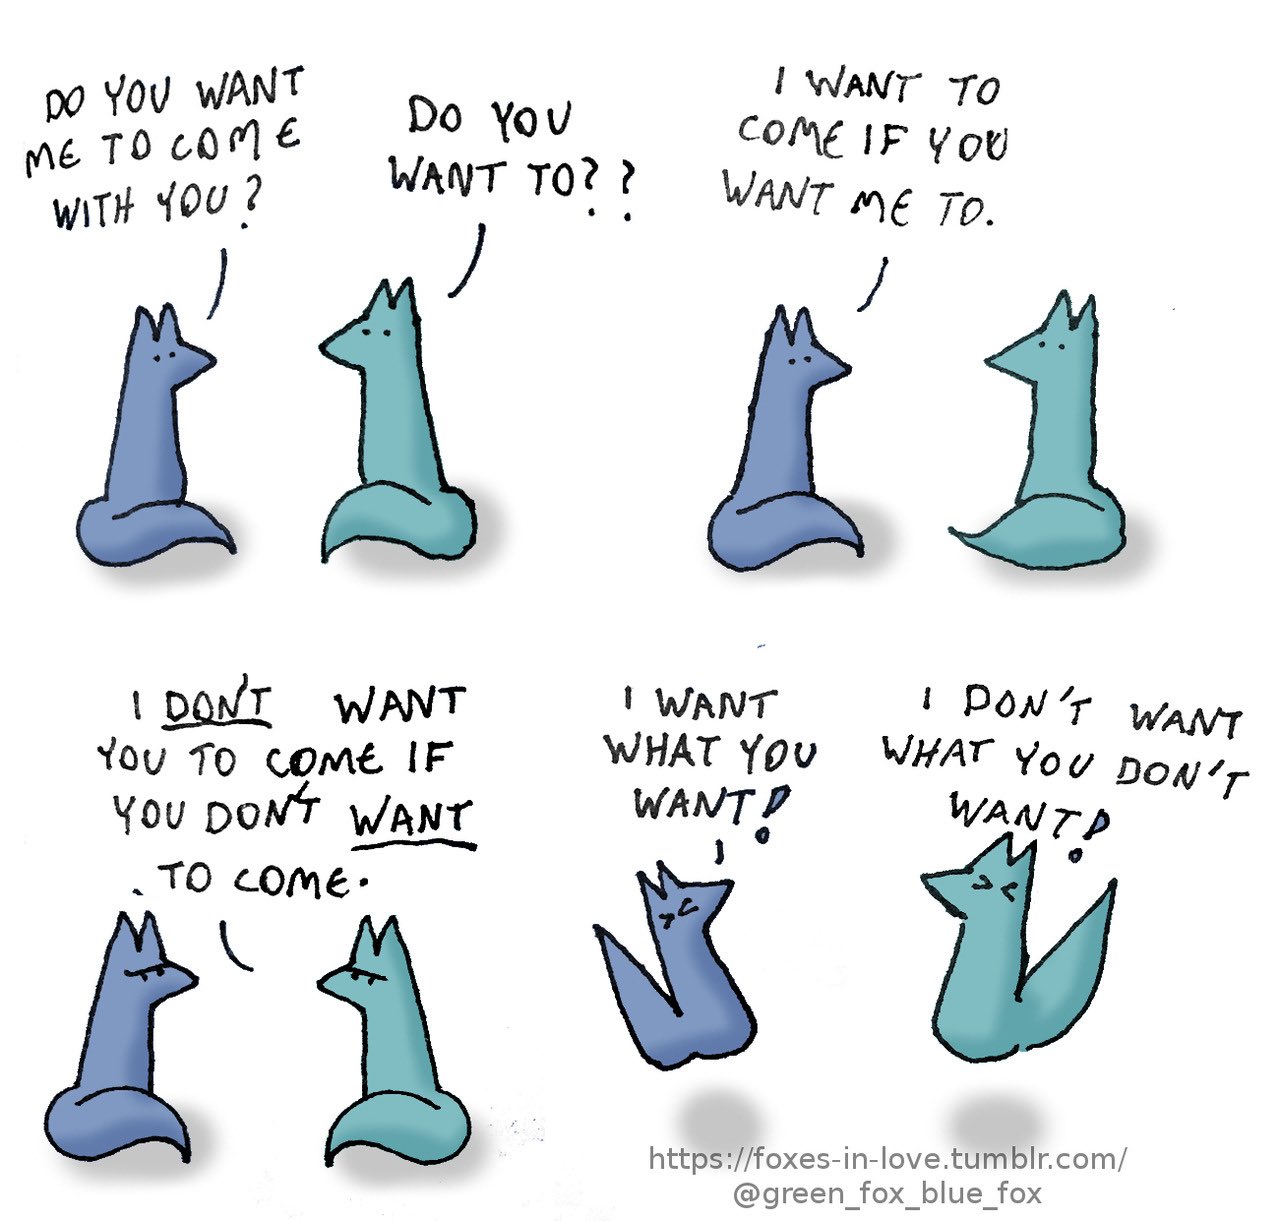 DO YOU WANT
ME TO COME
WITH YOU?
DO YOU
WANT TO??
I WANT TO
COME IF YOU
WANT ME TO.
I DON'T WANT
YOU TO COME IF
YOU DON'T WANT
TO COME.
I WANT
WHAT YOU
WANT!
I DON'T WANT
WHAT YOU DON'T
WANT!
https://foxes-in-love.tumblr.com/
@green_fox_blue_fox